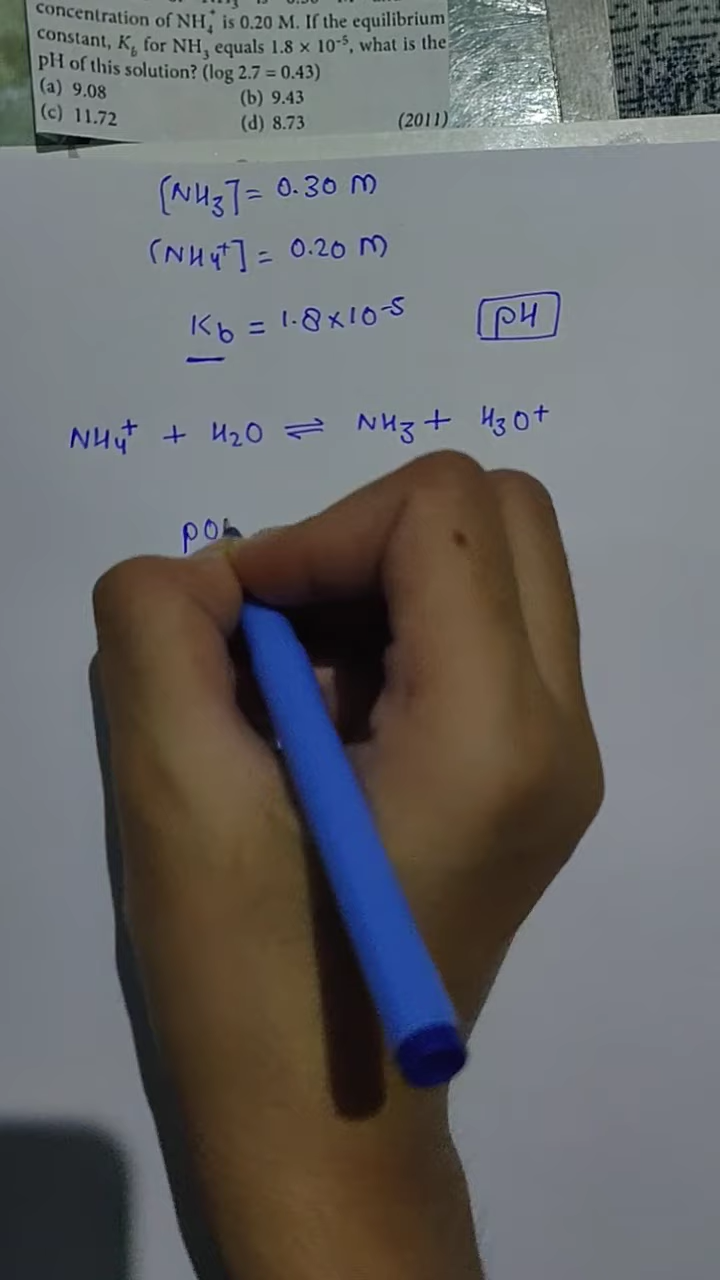 concentration of NH₄⁺ is 0.20 M. If the equilibrium
constant, K_b for NH₃ equals 1.8 × 10⁻⁵, what is the
pH of this solution? (log 2.7 = 0.43)
(a) 9.08 (b) 9.43
(c) 11.72 (d) 8.73 (2011)
[NH₃] = 0.30 M
[NH₄⁺] = 0.20 M
K_b = 1.8×10⁻⁵ pH
NH₄⁺ + H₂O ⇌ NH₃ + H₃O⁺